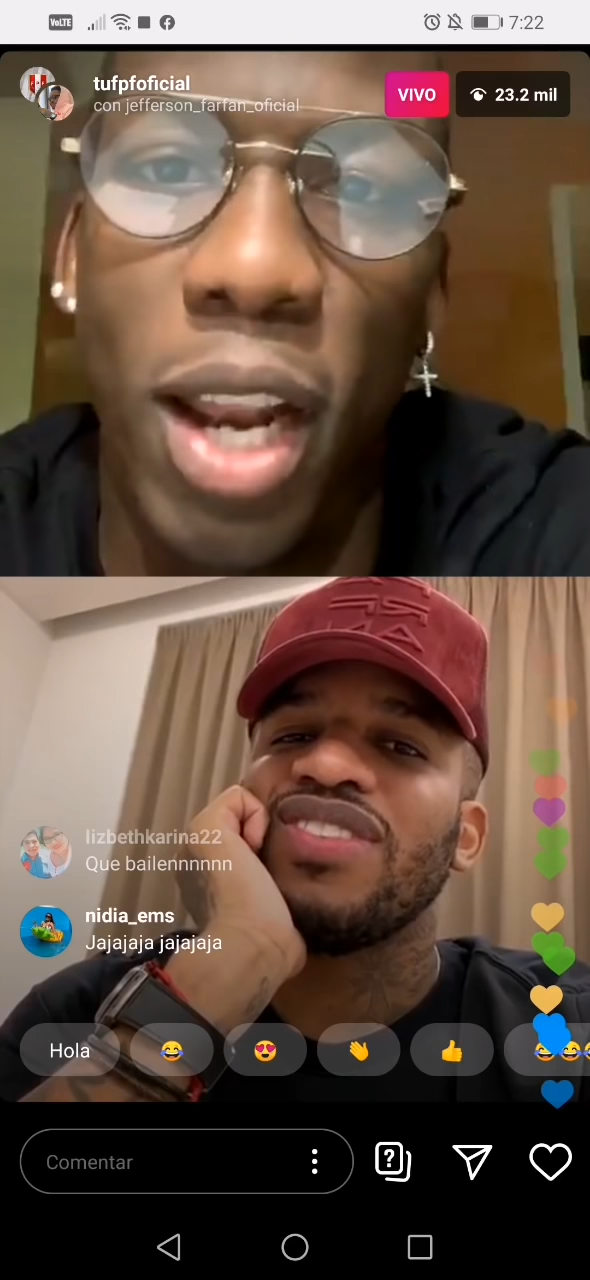 VoLTE
7:22
tufpfoficial
con jefferson_farfan_oficial
VIVO
23.2 mil
lizbethkarina22
Que bailennnnnn
nidia_ems
Jajajaja jajajaja
Hola
Comentar